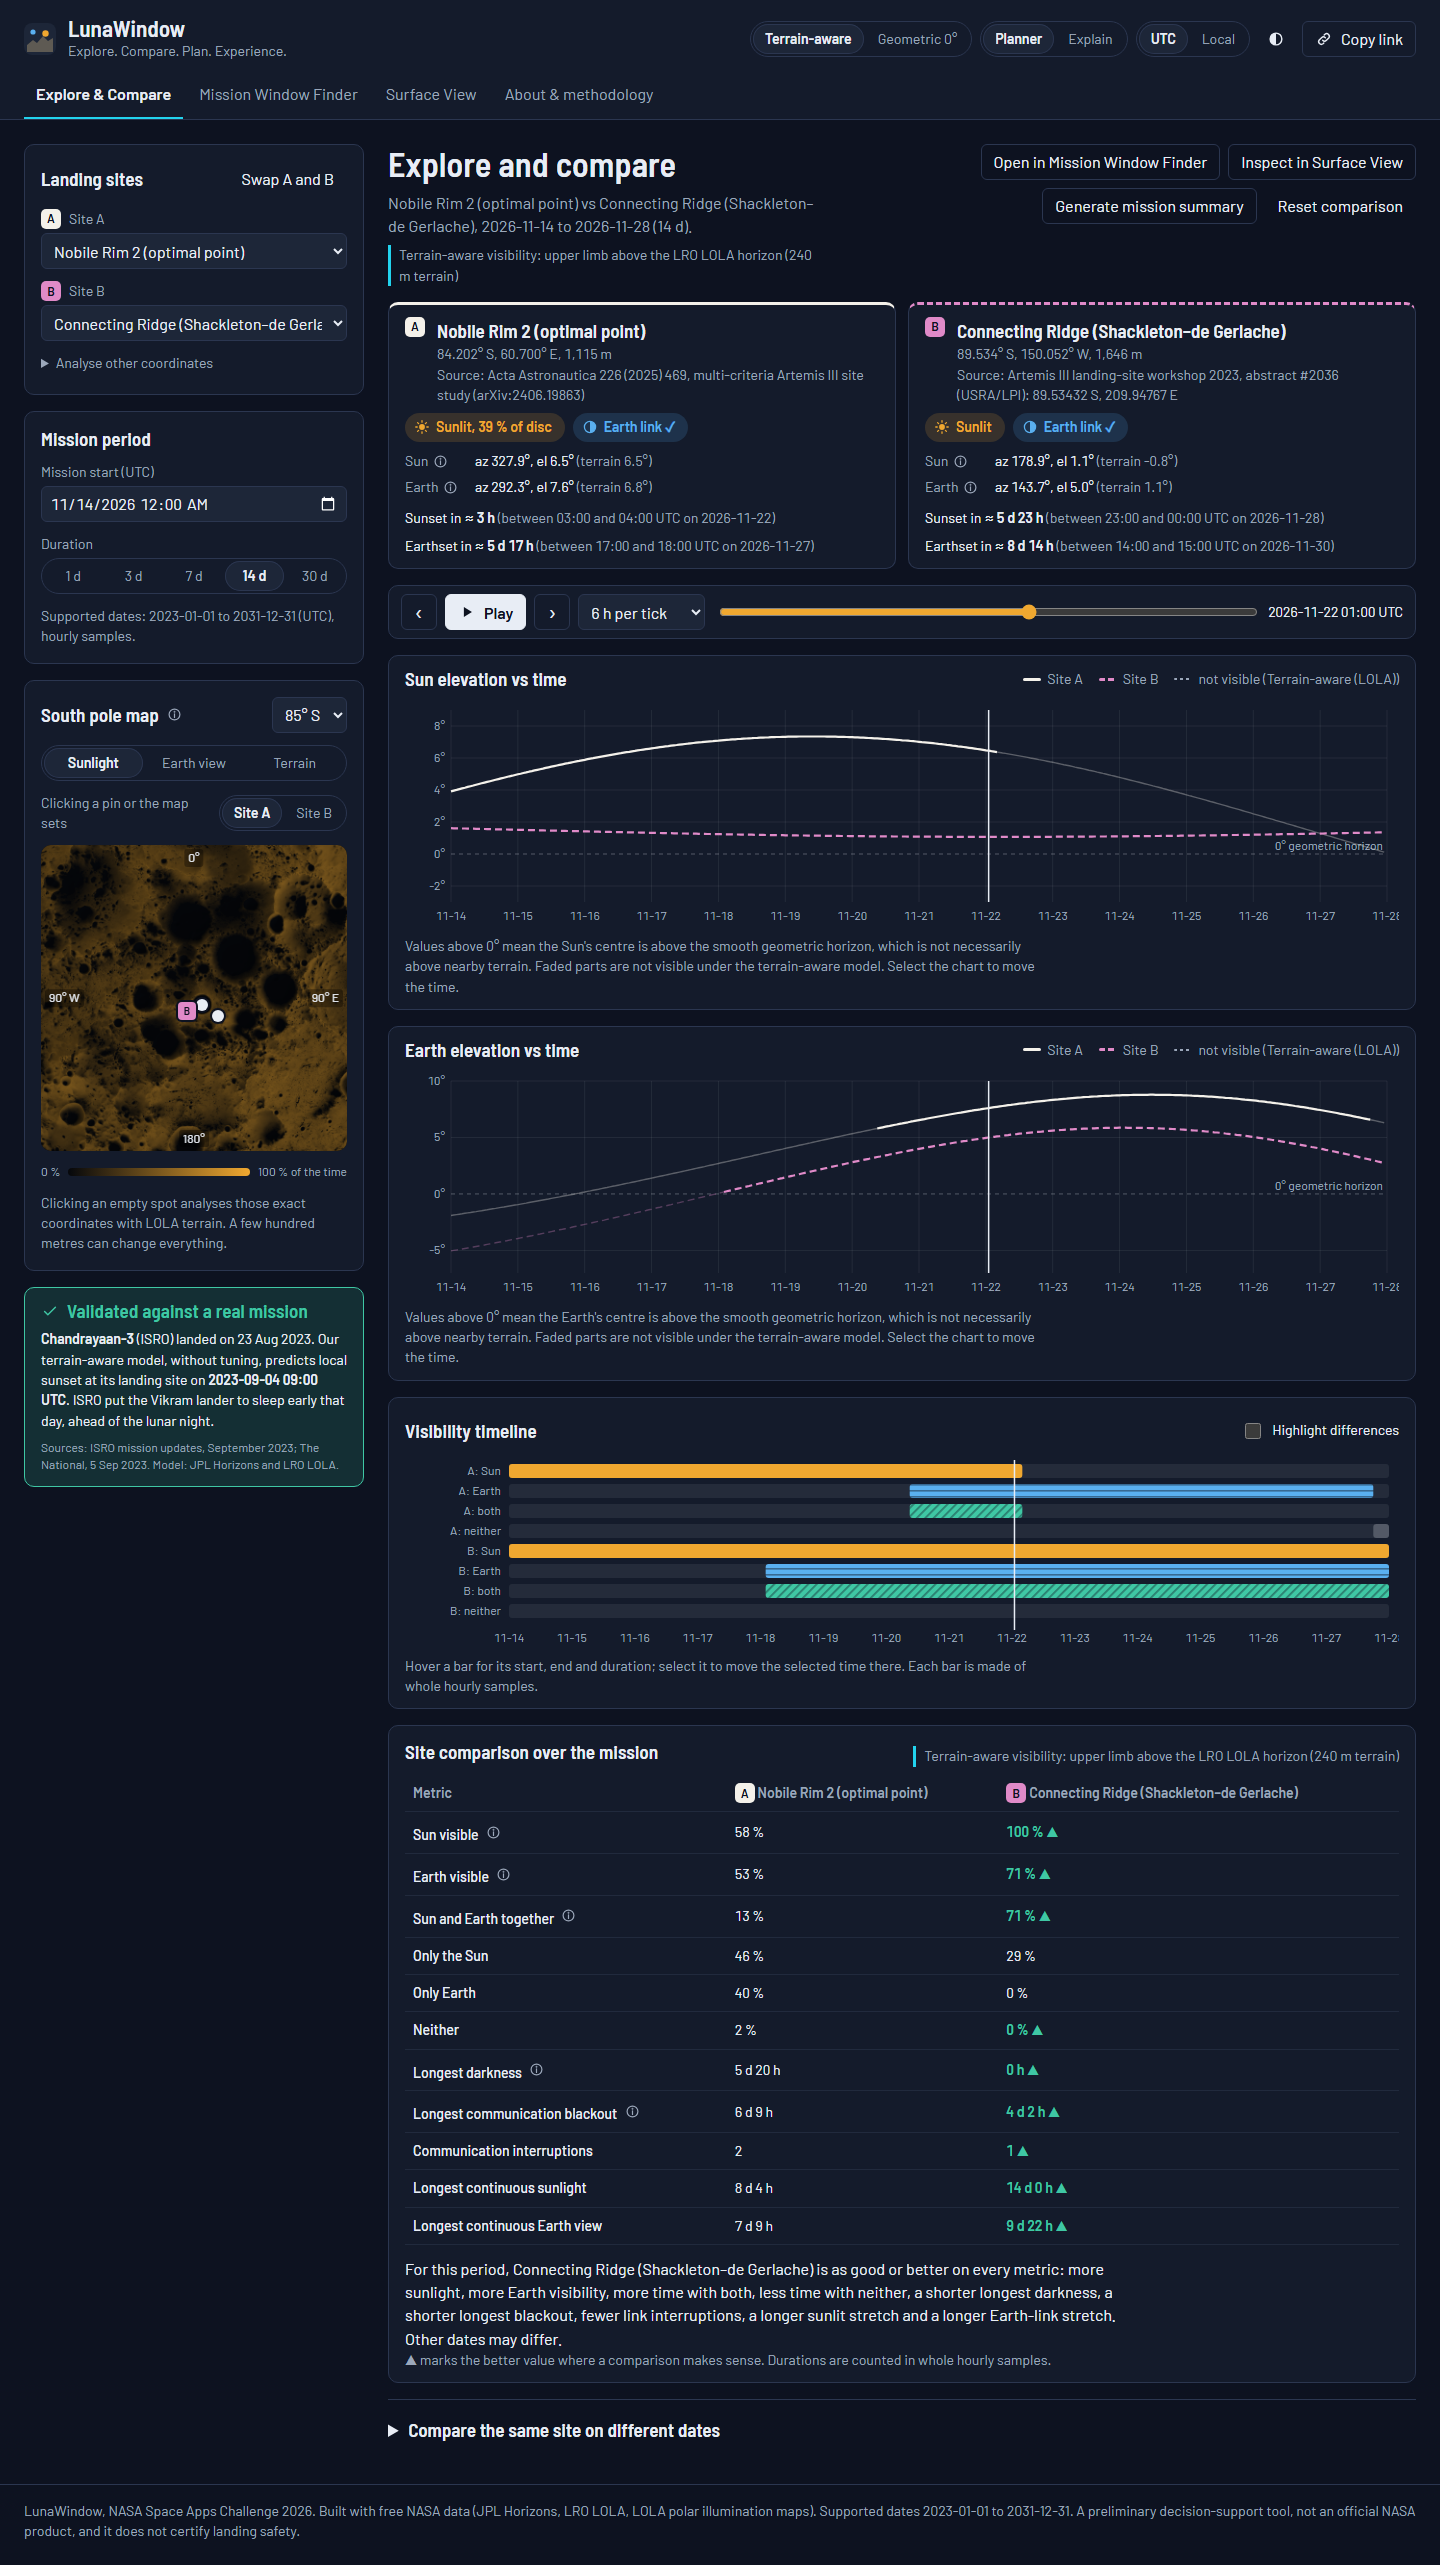 LunaWindow
Explore. Compare. Plan. Experience.
Terrain-aware Geometric 0°
Planner Explain
UTC Local
Copy link
Explore & Compare
Mission Window Finder
Surface View
About & methodology
Landing sites
Swap A and B
A Site A
Nobile Rim 2 (optimal point)
B Site B
Connecting Ridge (Shackleton–de Gerla
Analyse other coordinates
Mission period
Mission start (UTC)
11/14/2026 12:00 AM
Duration
1 d 3 d 7 d 14 d 30 d
Supported dates: 2023-01-01 to 2031-12-31 (UTC),
hourly samples.
South pole map
85° S
Sunlight Earth view Terrain
Clicking a pin or the map
sets
Site A Site B
0°
90° W
B
90° E
180°
0 %
100 % of the time
Clicking an empty spot analyses those exact
coordinates with LOLA terrain. A few hundred
metres can change everything.
Validated against a real mission
Chandrayaan-3 (ISRO) landed on 23 Aug 2023. Our
terrain-aware model, without tuning, predicts local
sunset at its landing site on 2023-09-04 09:00
UTC. ISRO put the Vikram lander to sleep early that
day, ahead of the lunar night.
Sources: ISRO mission updates, September 2023; The
National, 5 Sep 2023. Model: JPL Horizons and LRO LOLA.
Explore and compare
Nobile Rim 2 (optimal point) vs Connecting Ridge (Shackleton–
de Gerlache), 2026-11-14 to 2026-11-28 (14 d).
Terrain-aware visibility: upper limb above the LRO LOLA horizon (240
m terrain)
Open in Mission Window Finder
Inspect in Surface View
Generate mission summary
Reset comparison
A Nobile Rim 2 (optimal point)
84.202° S, 60.700° E, 1,115 m
Source: Acta Astronautica 226 (2025) 469, multi-criteria Artemis III site
study (arXiv:2406.19863)
Sunlit, 39 % of disc
Earth link ✓
Sun az 327.9°, el 6.5° (terrain 6.5°)
Earth az 292.3°, el 7.6° (terrain 6.8°)
Sunset in ≈ 3 h (between 03:00 and 04:00 UTC on 2026-11-22)
Earthset in ≈ 5 d 17 h (between 17:00 and 18:00 UTC on 2026-11-27)
B Connecting Ridge (Shackleton–de Gerlache)
89.534° S, 150.052° W, 1,646 m
Source: Artemis III landing-site workshop 2023, abstract #2036
(USRA/LPI): 89.53432 S, 209.94767 E
Sunlit
Earth link ✓
Sun az 178.9°, el 1.1° (terrain -0.8°)
Earth az 143.7°, el 5.0° (terrain 1.1°)
Sunset in ≈ 5 d 23 h (between 23:00 and 00:00 UTC on 2026-11-28)
Earthset in ≈ 8 d 14 h (between 14:00 and 15:00 UTC on 2026-11-30)
‹ Play › 6 h per tick 2026-11-22 01:00 UTC
Sun elevation vs time
Site A Site B not visible (Terrain-aware (LOLA))
8°
6°
4°
2°
0°
-2°
0° geometric horizon
11-14 11-15 11-16 11-17 11-18 11-19 11-20 11-21 11-22 11-23 11-24 11-25 11-26 11-27 11-28
Values above 0° mean the Sun's centre is above the smooth geometric horizon, which is not necessarily
above nearby terrain. Faded parts are not visible under the terrain-aware model. Select the chart to move
the time.
Earth elevation vs time
Site A Site B not visible (Terrain-aware (LOLA))
10°
5°
0°
-5°
0° geometric horizon
11-14 11-15 11-16 11-17 11-18 11-19 11-20 11-21 11-22 11-23 11-24 11-25 11-26 11-27 11-28
Values above 0° mean the Earth's centre is above the smooth geometric horizon, which is not necessarily
above nearby terrain. Faded parts are not visible under the terrain-aware model. Select the chart to move
the time.
Visibility timeline
Highlight differences
A: Sun
A: Earth
A: both
A: neither
B: Sun
B: Earth
B: both
B: neither
11-14 11-15 11-16 11-17 11-18 11-19 11-20 11-21 11-22 11-23 11-24 11-25 11-26 11-27 11-2
Hover a bar for its start, end and duration; select it to move the selected time there. Each bar is made of
whole hourly samples.
Site comparison over the mission
Terrain-aware visibility: upper limb above the LRO LOLA horizon (240 m terrain)
Metric A Nobile Rim 2 (optimal point) B Connecting Ridge (Shackleton–de Gerlache)
Sun visible 58 % 100 % ▲
Earth visible 53 % 71 % ▲
Sun and Earth together 13 % 71 % ▲
Only the Sun 46 % 29 %
Only Earth 40 % 0 %
Neither 2 % 0 % ▲
Longest darkness 5 d 20 h 0 h ▲
Longest communication blackout 6 d 9 h 4 d 2 h ▲
Communication interruptions 2 1 ▲
Longest continuous sunlight 8 d 4 h 14 d 0 h ▲
Longest continuous Earth view 7 d 9 h 9 d 22 h ▲
For this period, Connecting Ridge (Shackleton–de Gerlache) is as good or better on every metric: more
sunlight, more Earth visibility, more time with both, less time with neither, a shorter longest darkness, a
shorter longest blackout, fewer link interruptions, a longer sunlit stretch and a longer Earth-link stretch.
Other dates may differ.
▲ marks the better value where a comparison makes sense. Durations are counted in whole hourly samples.
Compare the same site on different dates
LunaWindow, NASA Space Apps Challenge 2026. Built with free NASA data (JPL Horizons, LRO LOLA, LOLA polar illumination maps). Supported dates 2023-01-01 to 2031-12-31. A preliminary decision-support tool, not an official NASA
product, and it does not certify landing safety.